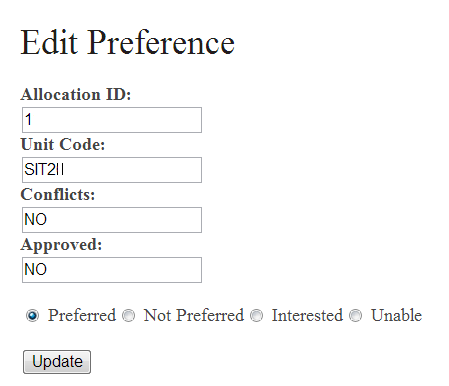 Edit Preference
Allocation ID:
1
Unit Code:
SIT2II
Conflicts:
NO
Approved:
NO
Preferred Not Preferred Interested Unable
Update